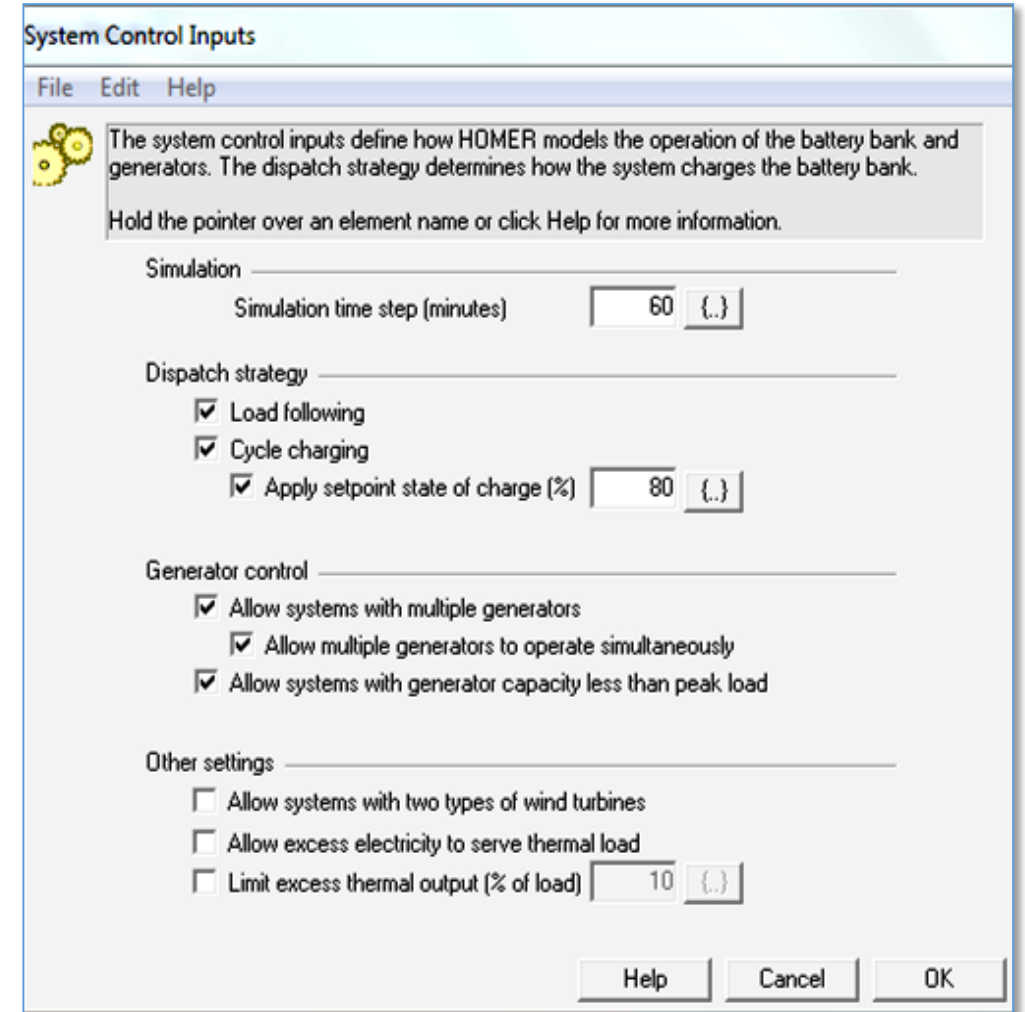 System Control Inputs
File Edit Help
The system control inputs define how HOMER models the operation of the battery bank and
generators. The dispatch strategy determines how the system charges the battery bank.
Hold the pointer over an element name or click Help for more information.
Simulation
Simulation time step (minutes) 60 {..}
Dispatch strategy
Load following
Cycle charging
Apply setpoint state of charge (%) 80 {..}
Generator control
Allow systems with multiple generators
Allow multiple generators to operate simultaneously
Allow systems with generator capacity less than peak load
Other settings
Allow systems with two types of wind turbines
Allow excess electricity to serve thermal load
Limit excess thermal output (% of load) 10 {..}
Help Cancel OK